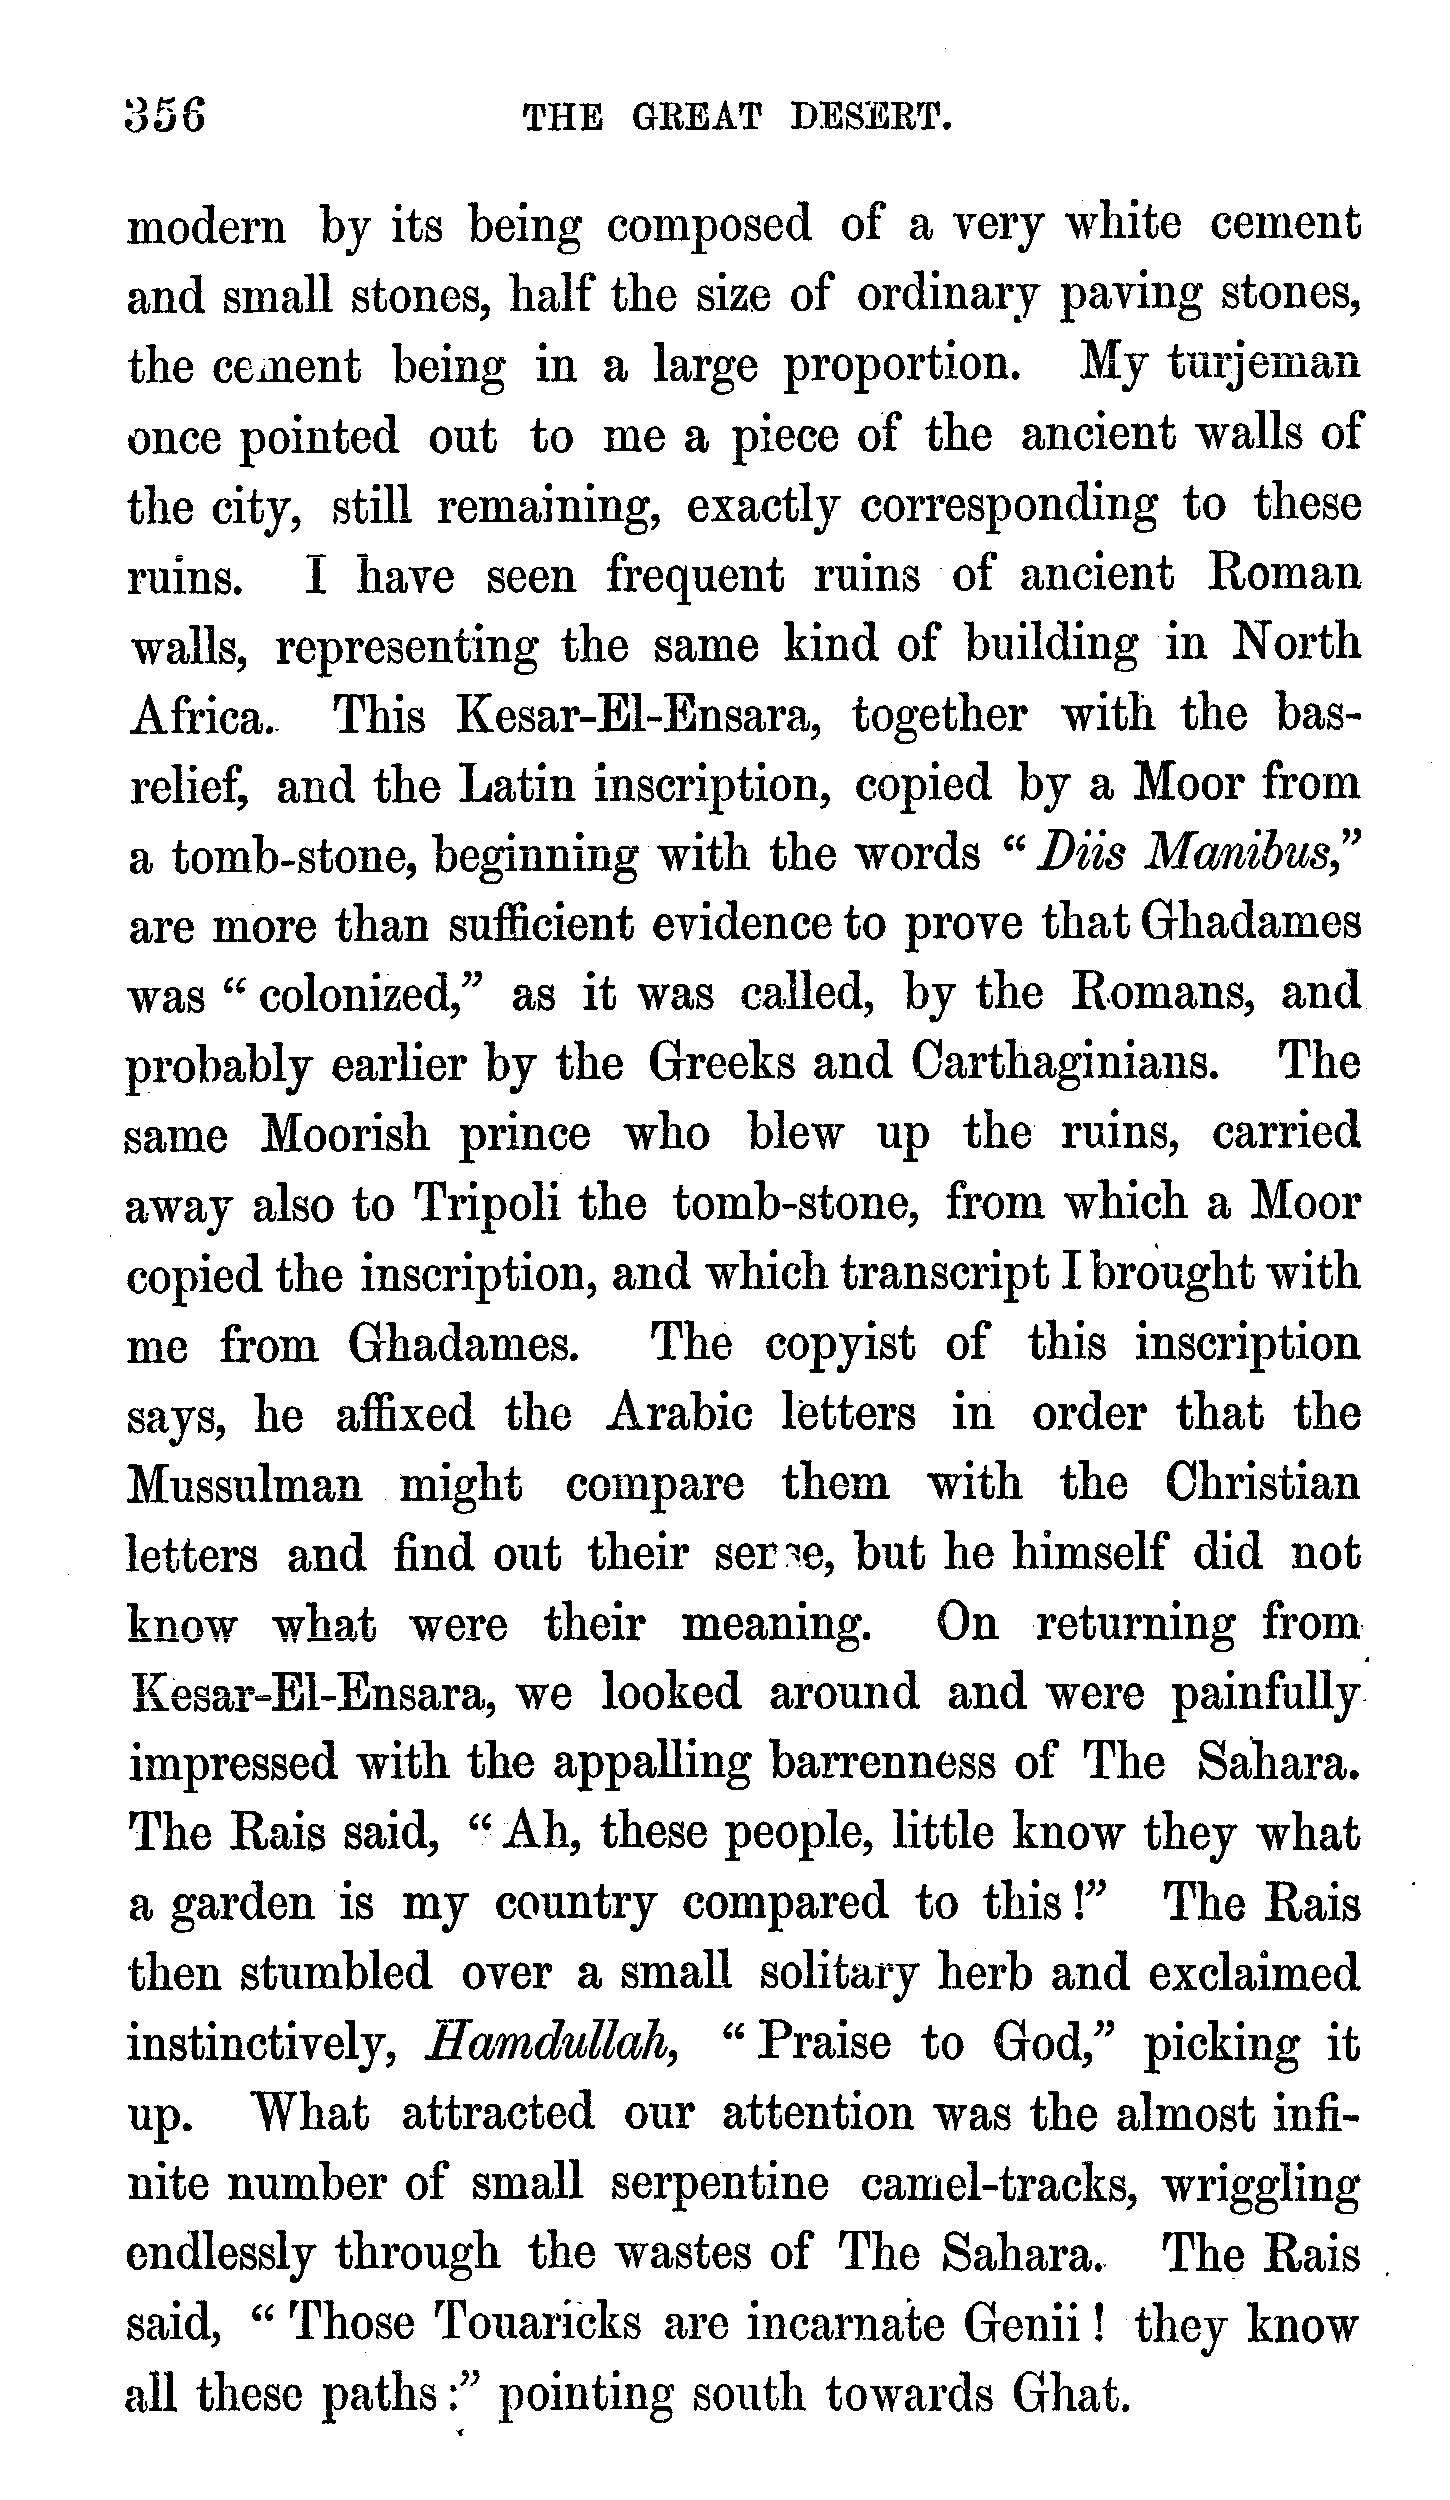 356 THE GREAT DESERT.
modern by its being composed of a very white cement
and small stones, half the size of ordinary paving stones,
the cement being in a large proportion. My turjeman
once pointed out to me a piece of the ancient walls of
the city, still remaining, exactly corresponding to these
ruins. I have seen frequent ruins of ancient Roman
walls, representing the same kind of building in North
Africa. This Kesar-El-Ensara, together with the bas-
relief, and the Latin inscription, copied by a Moor from
a tomb-stone, beginning with the words “Diis Manibus,”
are more than sufficient evidence to prove that Ghadames
was “colonized,” as it was called, by the Romans, and
probably earlier by the Greeks and Carthaginians. The
same Moorish prince who blew up the ruins, carried
away also to Tripoli the tomb-stone, from which a Moor
copied the inscription, and which transcript I brought with
me from Ghadames. The copyist of this inscription
says, he affixed the Arabic letters in order that the
Mussulman might compare them with the Christian
letters and find out their sense, but he himself did not
know what were their meaning. On returning from
Kesar-El-Ensara, we looked around and were painfully
impressed with the appalling barrenness of The Sahara.
The Rais said, “Ah, these people, little know they what
a garden is my country compared to this!” The Rais
then stumbled over a small solitary herb and exclaimed
instinctively, Hamdullah, “Praise to God,” picking it
up. What attracted our attention was the almost infi-
nite number of small serpentine camel-tracks, wriggling
endlessly through the wastes of The Sahara. The Rais
said, “Those Touaricks are incarnate Genii! they know
all these paths:” pointing south towards Ghat.